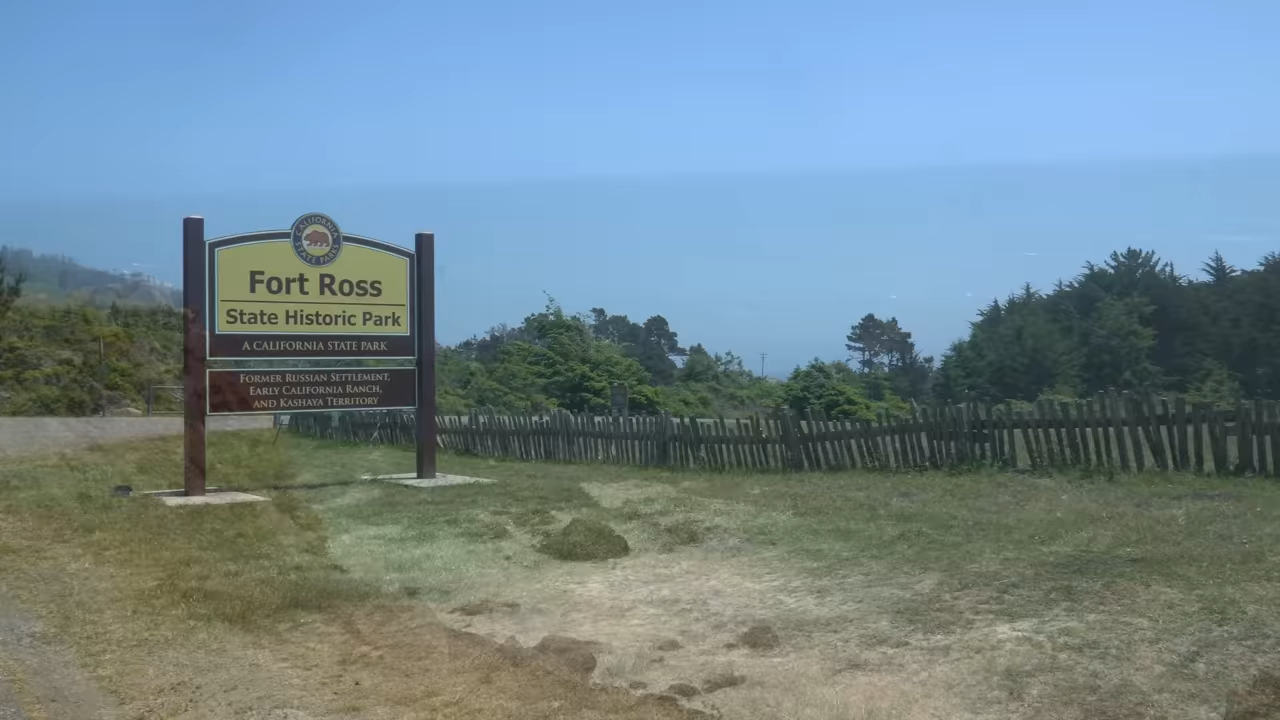 CALIFORNIA
STATE PARKS
Fort Ross
State Historic Park
A CALIFORNIA STATE PARK
FORMER RUSSIAN SETTLEMENT,
EARLY CALIFORNIA RANCH,
AND KASHAYA TERRITORY